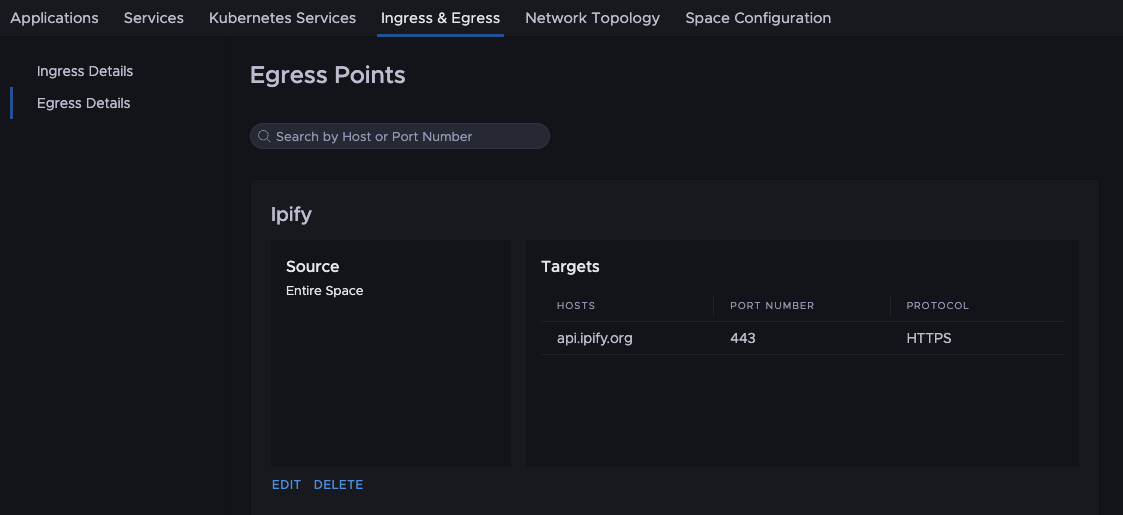 Applications Services Kubernetes Services Ingress & Egress Network Topology Space Configuration
Ingress Details
Egress Details
Egress Points
Search by Host or Port Number
Ipify
Source
Entire Space
Targets
HOSTS PORT NUMBER PROTOCOL
api.ipify.org 443 HTTPS
EDIT DELETE